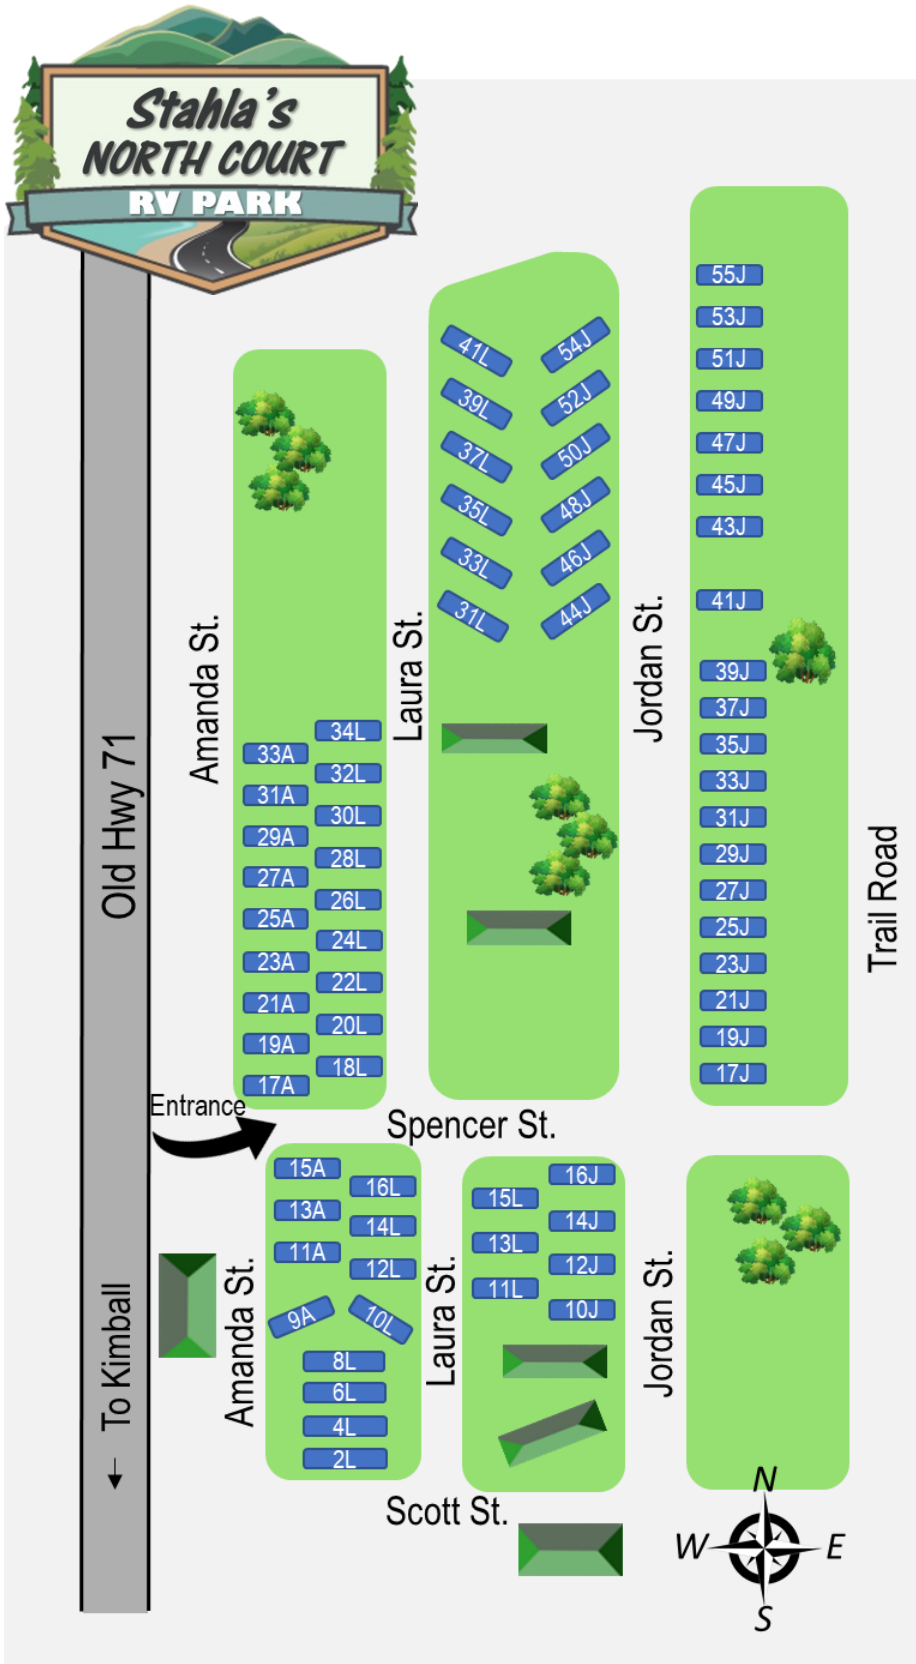 Stahla's
NORTH COURT
RV PARK
55J
53J
51J
49J
47J
45J
43J
41J
39J
37J
35J
33J
31J
29J
27J
25J
23J
21J
19J
17J
41L
39L
37L
35L
33L
31L
54J
52J
50J
48J
46J
44J
Amanda St.
Laura St.
Jordan St.
Old Hwy 71
Trail Road
34L
33A
32L
31A
30L
29A
28L
27A
26L
25A
24L
23A
22L
21A
20L
19A
18L
17A
Entrance
Spencer St.
15A
16L
13A
14L
11A
12L
9A
10L
8L
6L
4L
2L
16J
15L
14J
13L
12J
11L
10J
Amanda St.
Laura St.
Jordan St.
To Kimball
Scott St.
N
W
E
S